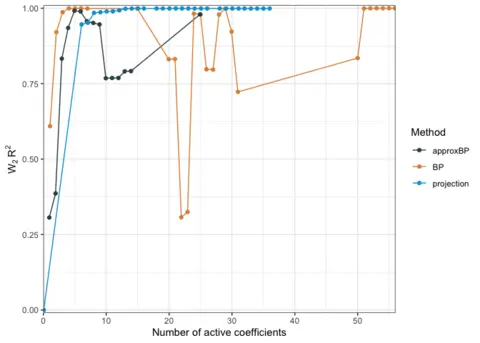 1.00
0.75
0.50
0.25
0.00
W₂ R²
0 10 20 30 40 50
Number of active coefficients
Method
approxBP
BP
projection